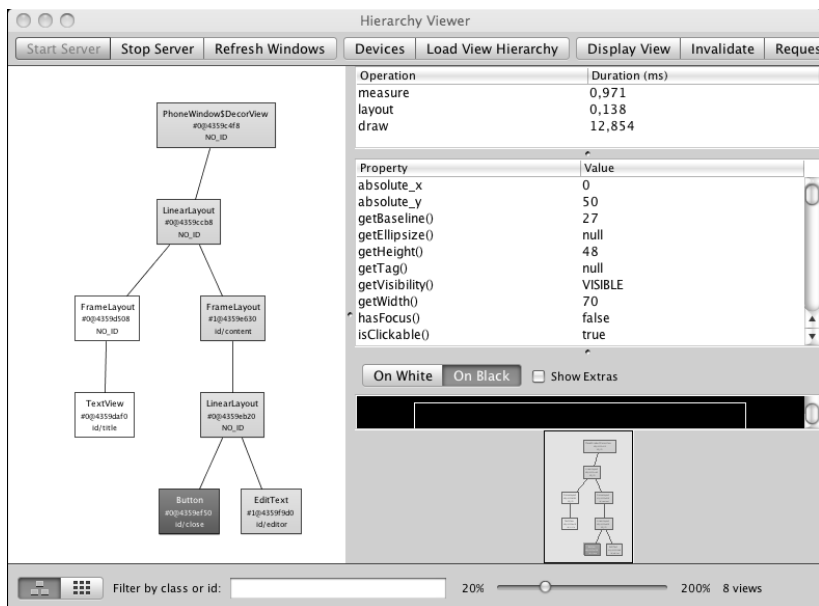 Hierarchy Viewer
Start Server Stop Server Refresh Windows Devices Load View Hierarchy Display View Invalidate Reques
PhoneWindow$DecorView
#0@4359c4f8
NO_ID
LinearLayout
#0@4359ccb8
NO_ID
FrameLayout
#0@4359d508
NO_ID
FrameLayout
#1@4359e630
id/content
TextView
#0@4359daf0
id/title
LinearLayout
#0@4359eb20
NO_ID
Button
#0@4359ef50
id/close
EditText
#1@4359f9d0
id/editor
Operation Duration (ms)
measure 0,971
layout 0,138
draw 12,854
Property Value
absolute_x 0
absolute_y 50
getBaseline() 27
getEllipsize() null
getHeight() 48
getTag() null
getVisibility() VISIBLE
getWidth() 70
hasFocus() false
isClickable() true
On White On Black Show Extras
Filter by class or id: 20% 200% 8 views